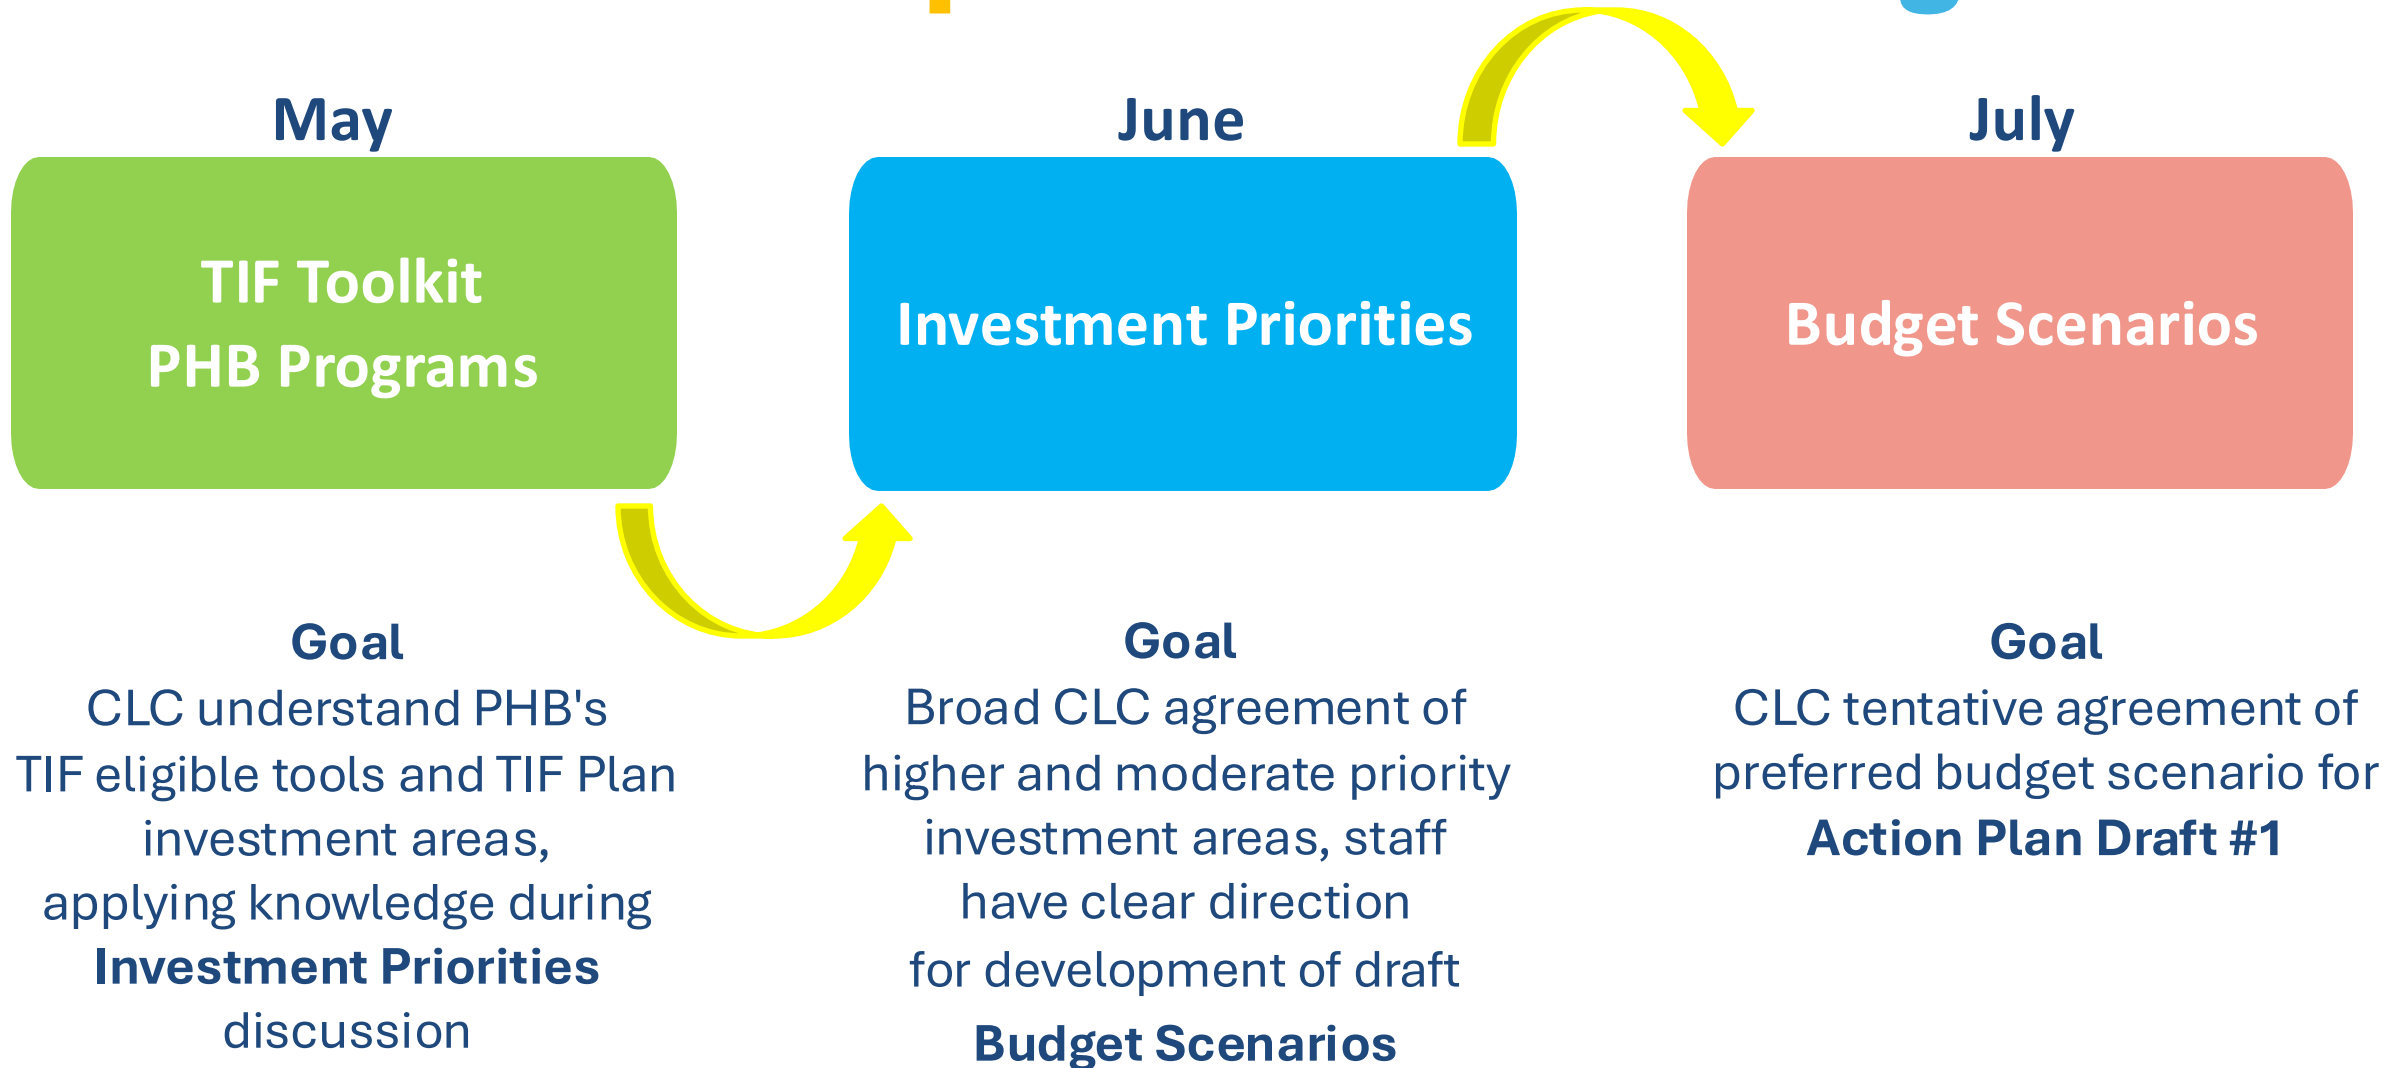 May
TIF Toolkit
PHB Programs
Goal
CLC understand PHB's
TIF eligible tools and TIF Plan
investment areas,
applying knowledge during
Investment Priorities
discussion
June
Investment Priorities
Goal
Broad CLC agreement of
higher and moderate priority
investment areas, staff
have clear direction
for development of draft
Budget Scenarios
July
Budget Scenarios
Goal
CLC tentative agreement of
preferred budget scenario for
Action Plan Draft #1